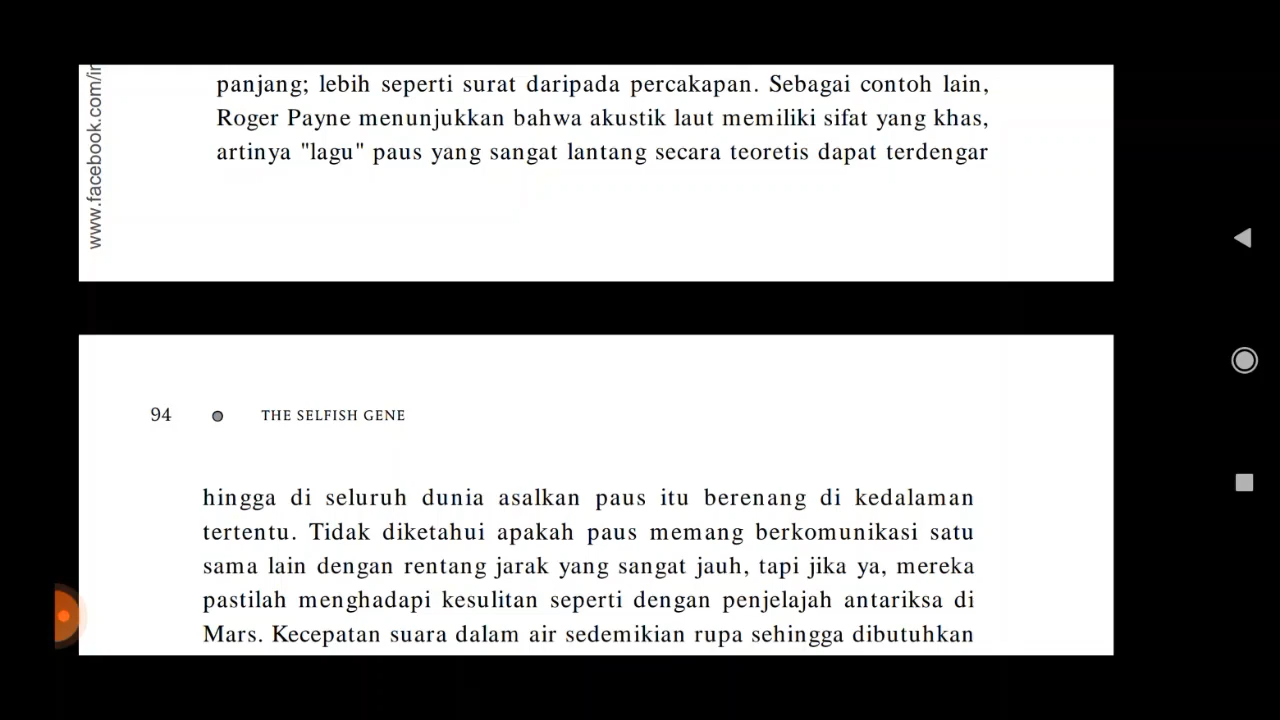 www.facebook.com/in
panjang; lebih seperti surat daripada percakapan. Sebagai contoh lain,
Roger Payne menunjukkan bahwa akustik laut memiliki sifat yang khas,
artinya "lagu" paus yang sangat lantang secara teoretis dapat terdengar
94 THE SELFISH GENE
hingga di seluruh dunia asalkan paus itu berenang di kedalaman
tertentu. Tidak diketahui apakah paus memang berkomunikasi satu
sama lain dengan rentang jarak yang sangat jauh, tapi jika ya, mereka
pastilah menghadapi kesulitan seperti dengan penjelajah antariksa di
Mars. Kecepatan suara dalam air sedemikian rupa sehingga dibutuhkan